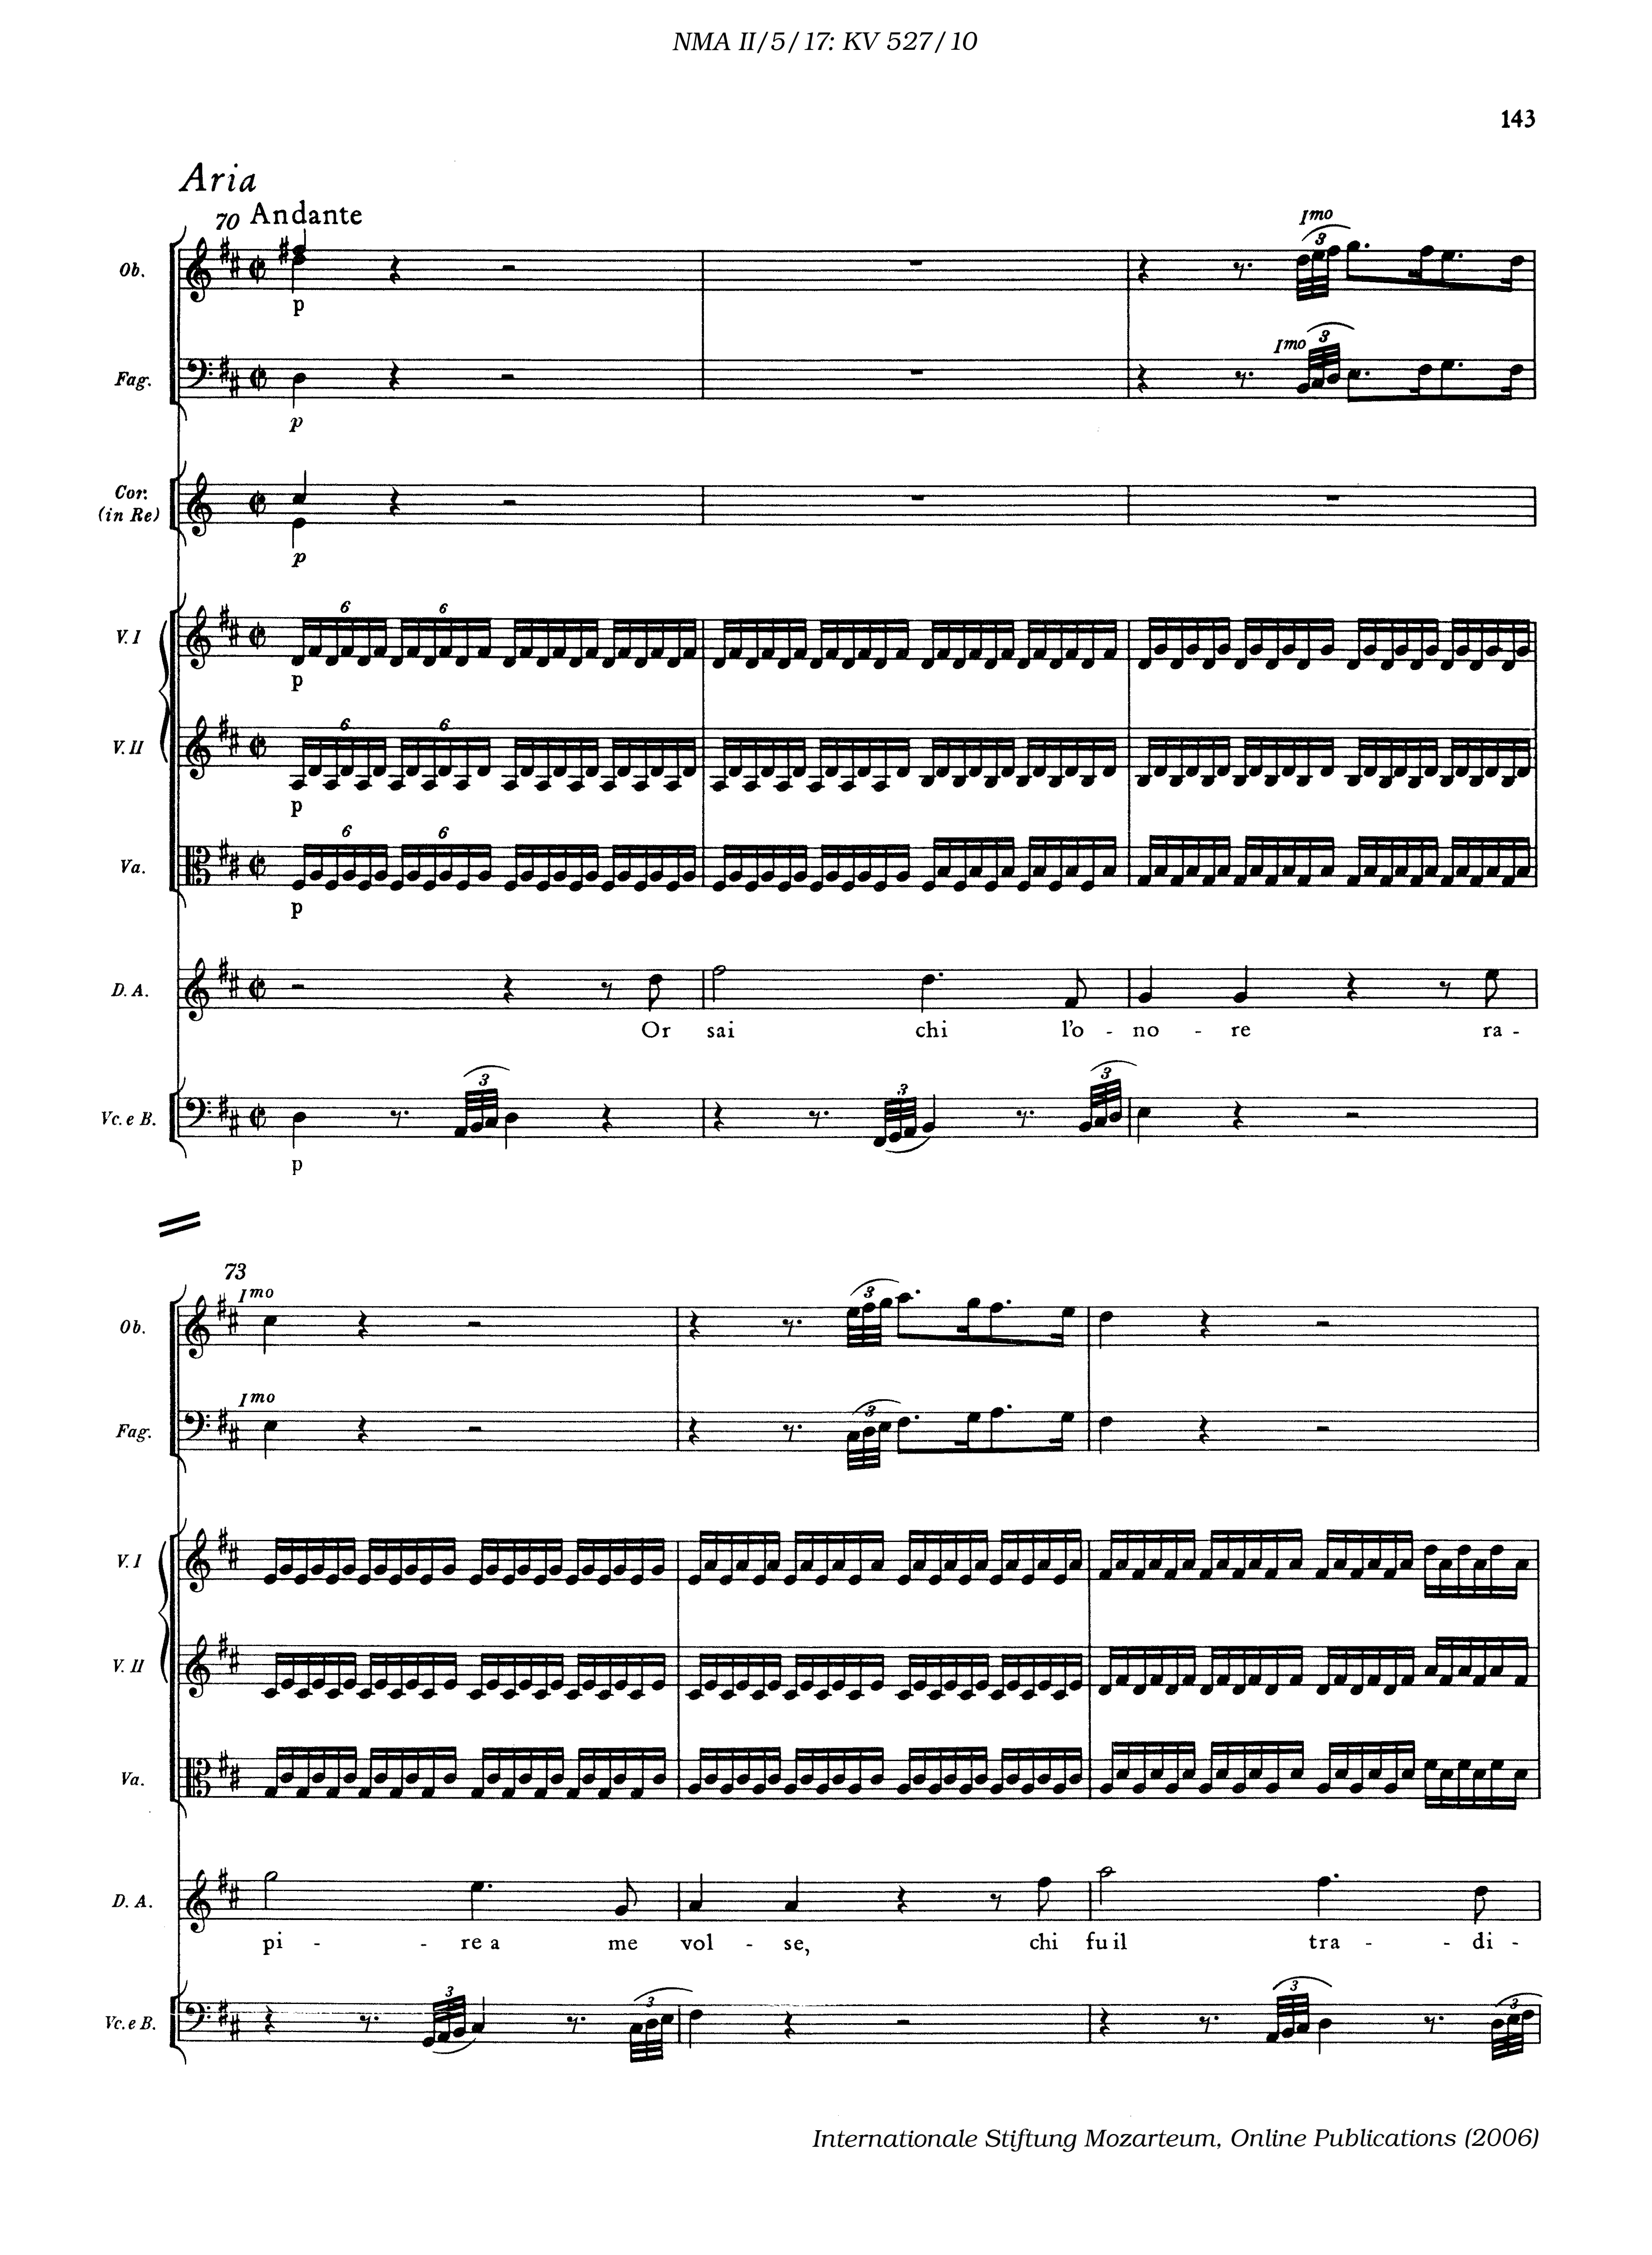 NMA II/5/17: KV 527/10
143
Aria
70 Andante
Imo
Ob.
3
p
Imo
Fag.
3
p
Cor.
(in Re)
p
6 6
V. I
p
6 6
V. II
p
6 6
Va.
p
D. A.
Or sai chi l'o - no - re ra -
3 3 3
Vc. e B.
p
73
Imo
Ob.
3
Imo
Fag.
3
V. I
V. II
Va.
D. A.
pi - - re a me vol - se, chi fu il tra - - di -
3 3 3 3
Vc. e B.
Internationale Stiftung Mozarteum, Online Publications (2006)